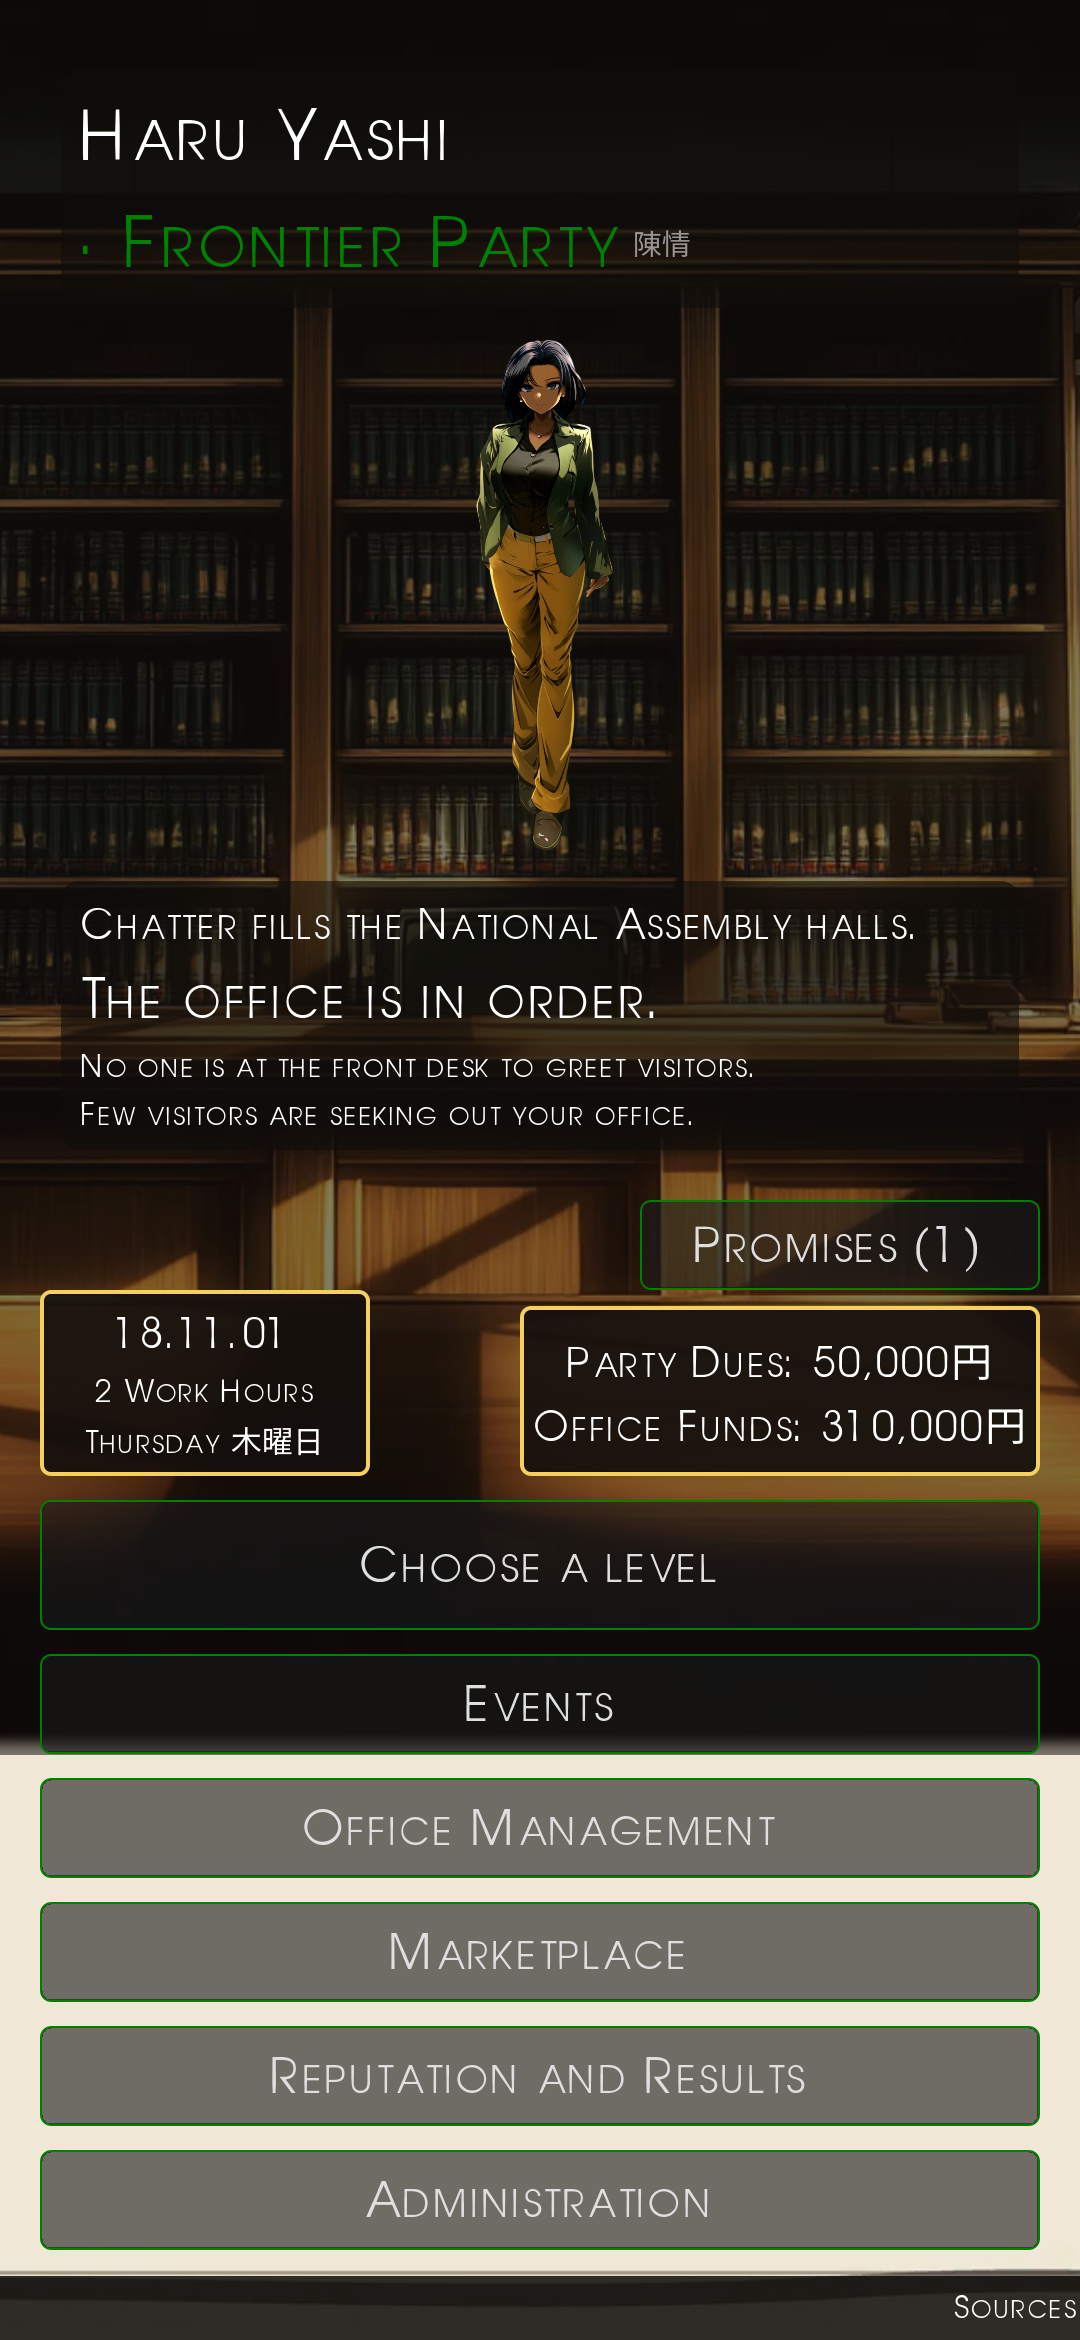 Haru Yashi
· Frontier Party 陳情
Chatter fills the National Assembly halls.
The office is in order.
No one is at the front desk to greet visitors.
Few visitors are seeking out your office.
Promises (1)
18.11.01
2 Work Hours
Thursday 木曜日
Party Dues: 50,000円
Office Funds: 310,000円
Choose a level
Events
Office Management
Marketplace
Reputation and Results
Administration
Sources